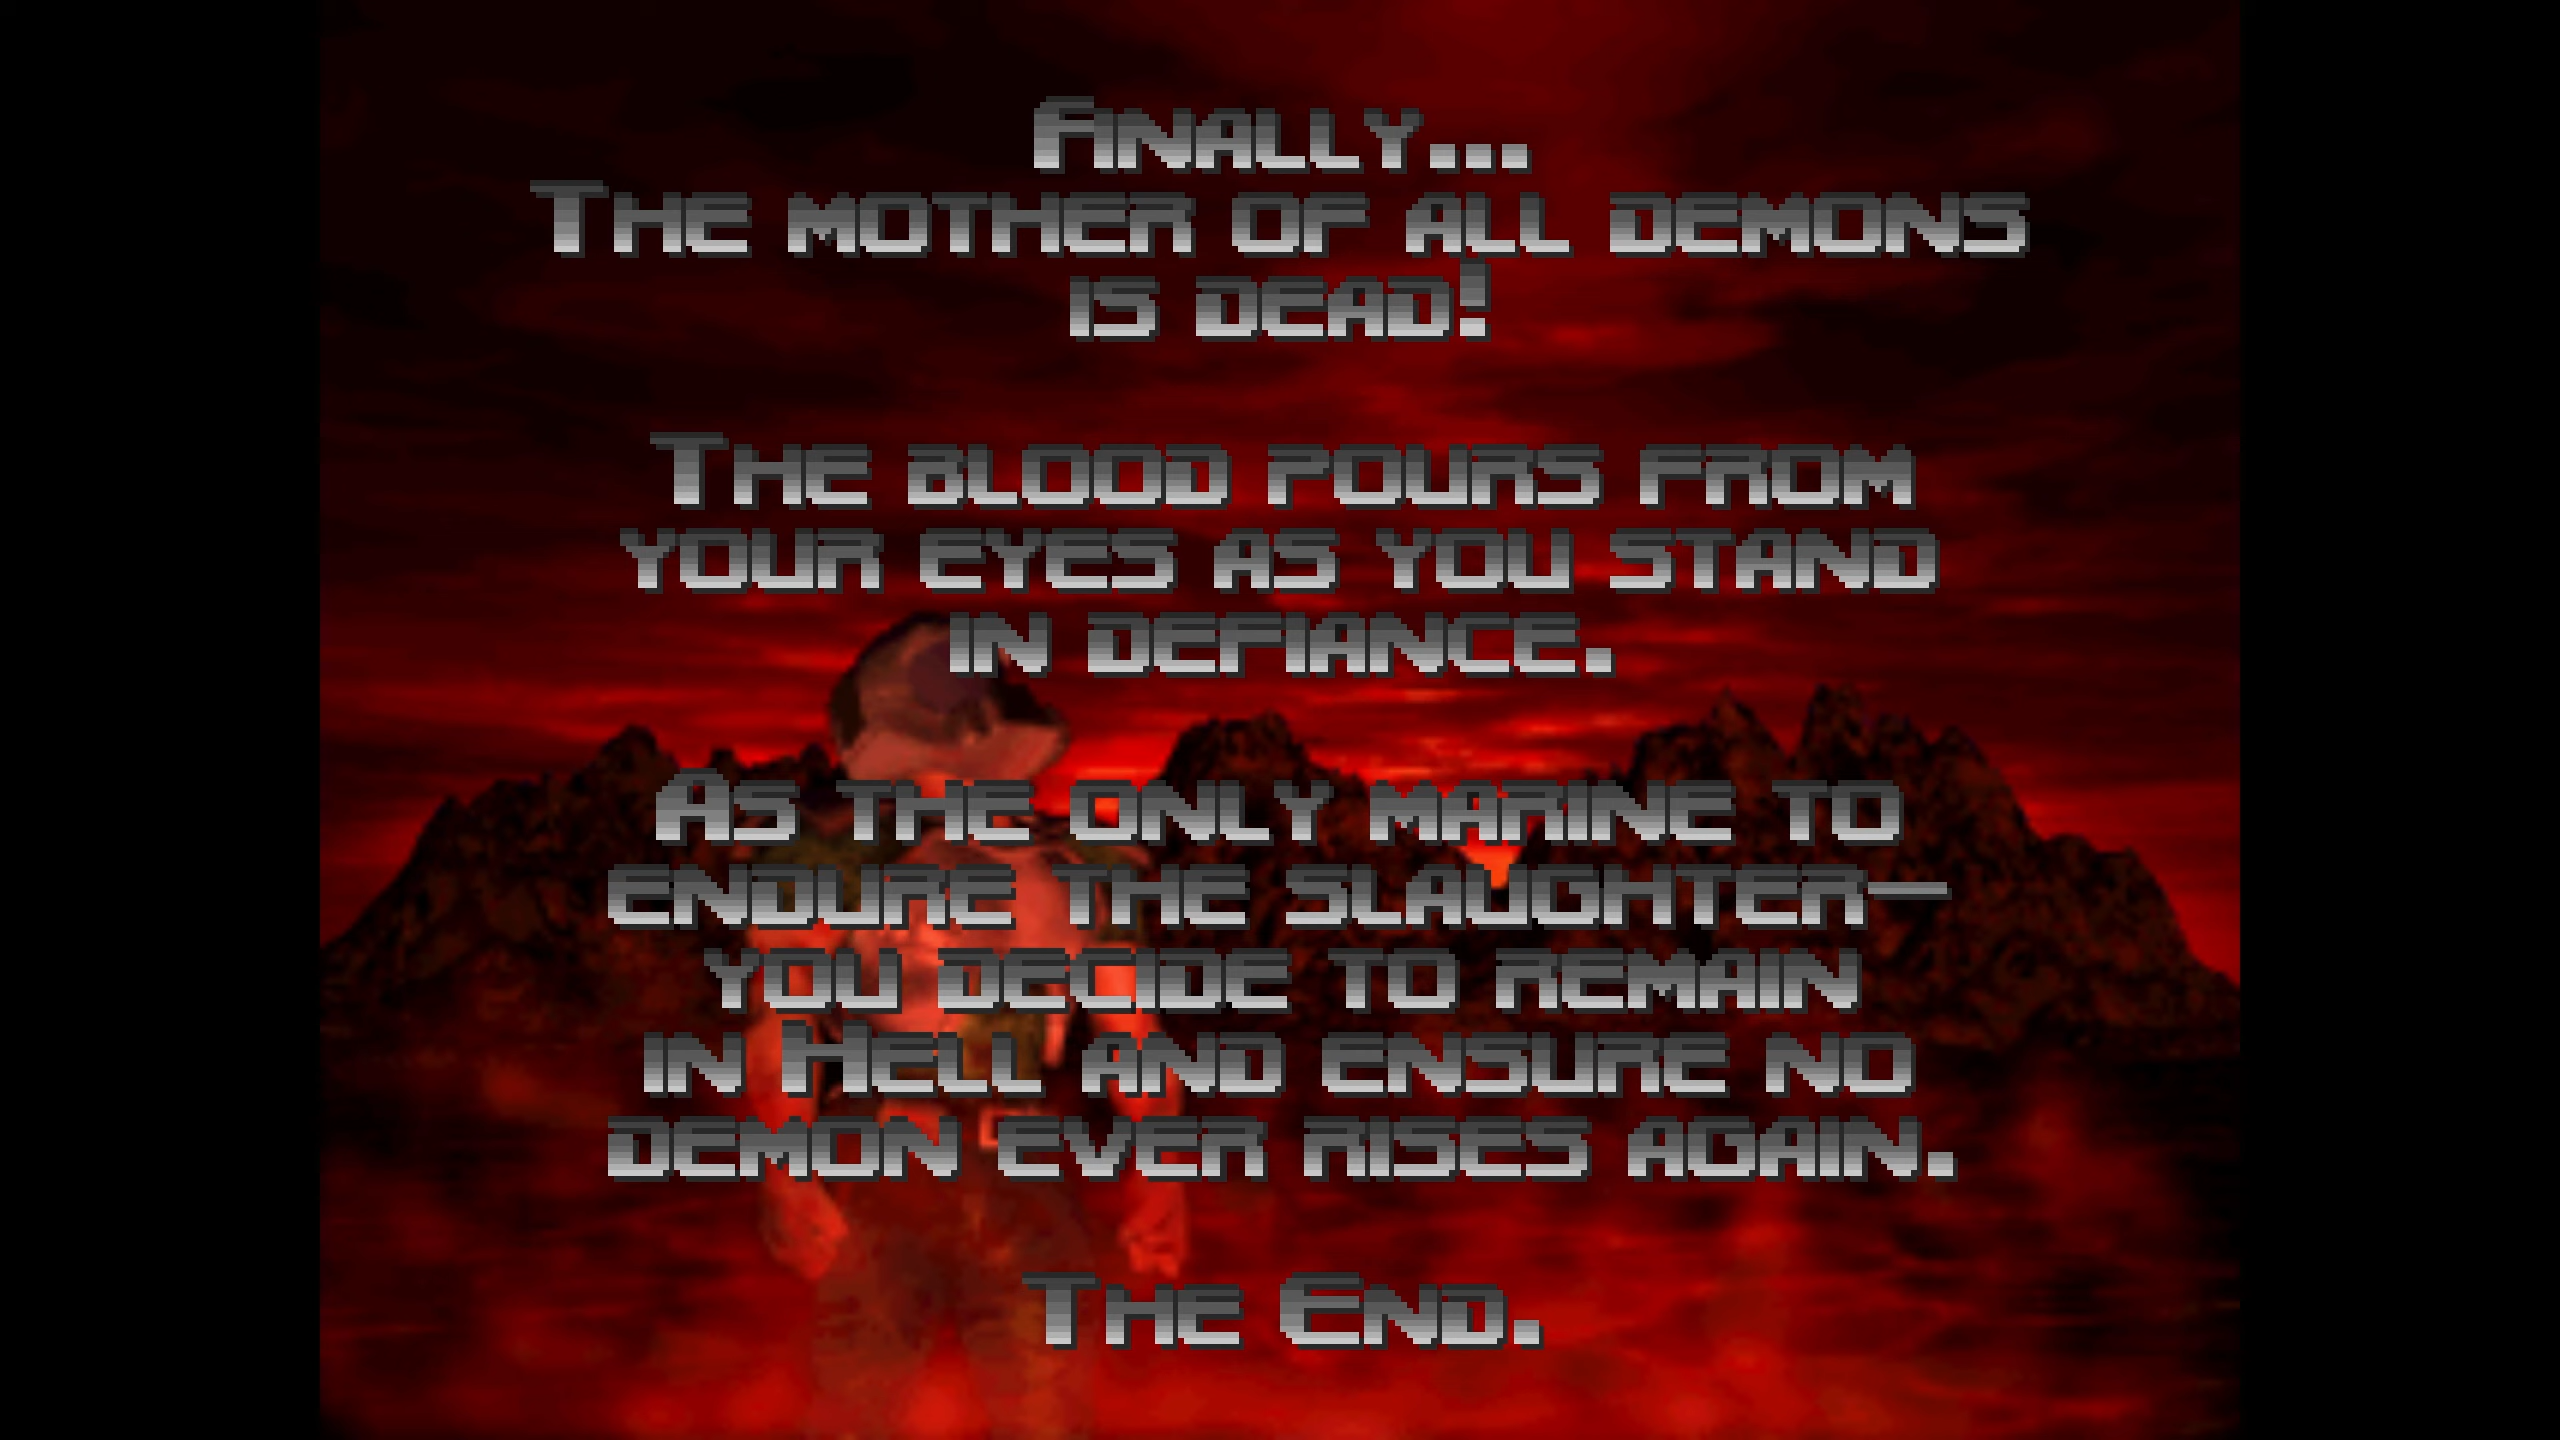 Finally...
The mother of all demons
is dead!
The blood pours from
your eyes as you stand
in defiance.
As the only marine to
endure the slaughter—
you decide to remain
in Hell and ensure no
demon ever rises again.
The End.